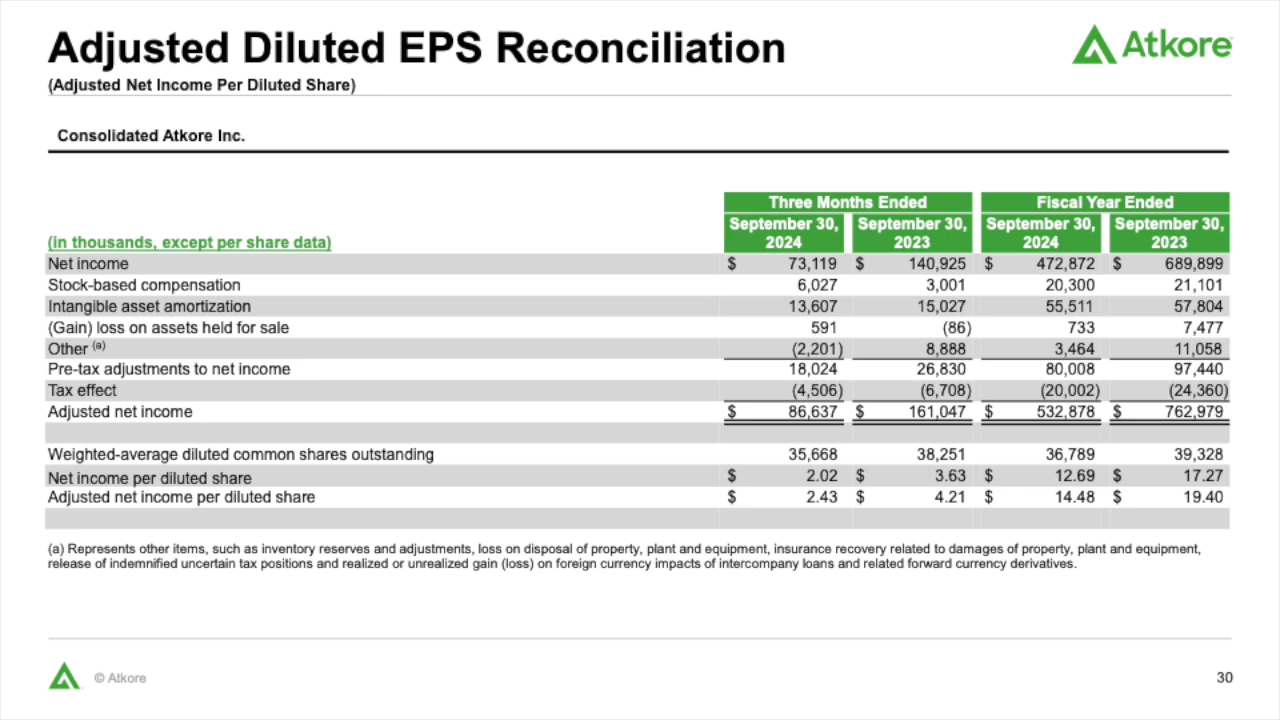 Adjusted Diluted EPS Reconciliation
Atkore
(Adjusted Net Income Per Diluted Share)
Consolidated Atkore Inc.
Three Months Ended Fiscal Year Ended
(in thousands, except per share data) September 30, 2024 September 30, 2023 September 30, 2024 September 30, 2023
Net income $ 73,119 $ 140,925 $ 472,872 $ 689,899
Stock-based compensation 6,027 3,001 20,300 21,101
Intangible asset amortization 13,607 15,027 55,511 57,804
(Gain) loss on assets held for sale 591 (86) 733 7,477
Other (a) (2,201) 8,888 3,464 11,058
Pre-tax adjustments to net income 18,024 26,830 80,008 97,440
Tax effect (4,506) (6,708) (20,002) (24,360)
Adjusted net income $ 86,637 $ 161,047 $ 532,878 $ 762,979
Weighted-average diluted common shares outstanding 35,668 38,251 36,789 39,328
Net income per diluted share $ 2.02 $ 3.63 $ 12.69 $ 17.27
Adjusted net income per diluted share $ 2.43 $ 4.21 $ 14.48 $ 19.40
(a) Represents other items, such as inventory reserves and adjustments, loss on disposal of property, plant and equipment, insurance recovery related to damages of property, plant and equipment,
release of indemnified uncertain tax positions and realized or unrealized gain (loss) on foreign currency impacts of intercompany loans and related forward currency derivatives.
© Atkore
30